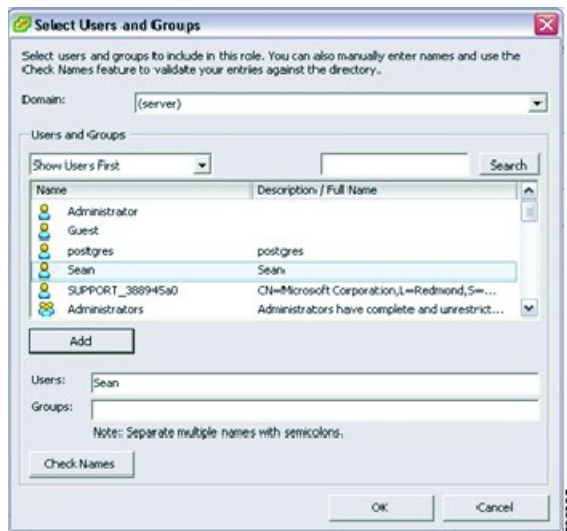 Select Users and Groups
Select users and groups to include in this role. You can also manually enter names and use the
Check Names feature to validate your entries against the directory..
Domain: (server)
Users and Groups
Show Users First Search
Name Description / Full Name
Administrator
Guest
postgres postgres
Sean Sean
SUPPORT_388945a0 CN=Microsoft Corporation,L=Redmond,S=...
Administrators Administrators have complete and unrestrict...
Add
Users: Sean
Groups:
Note: Separate multiple names with semicolons.
Check Names
OK Cancel